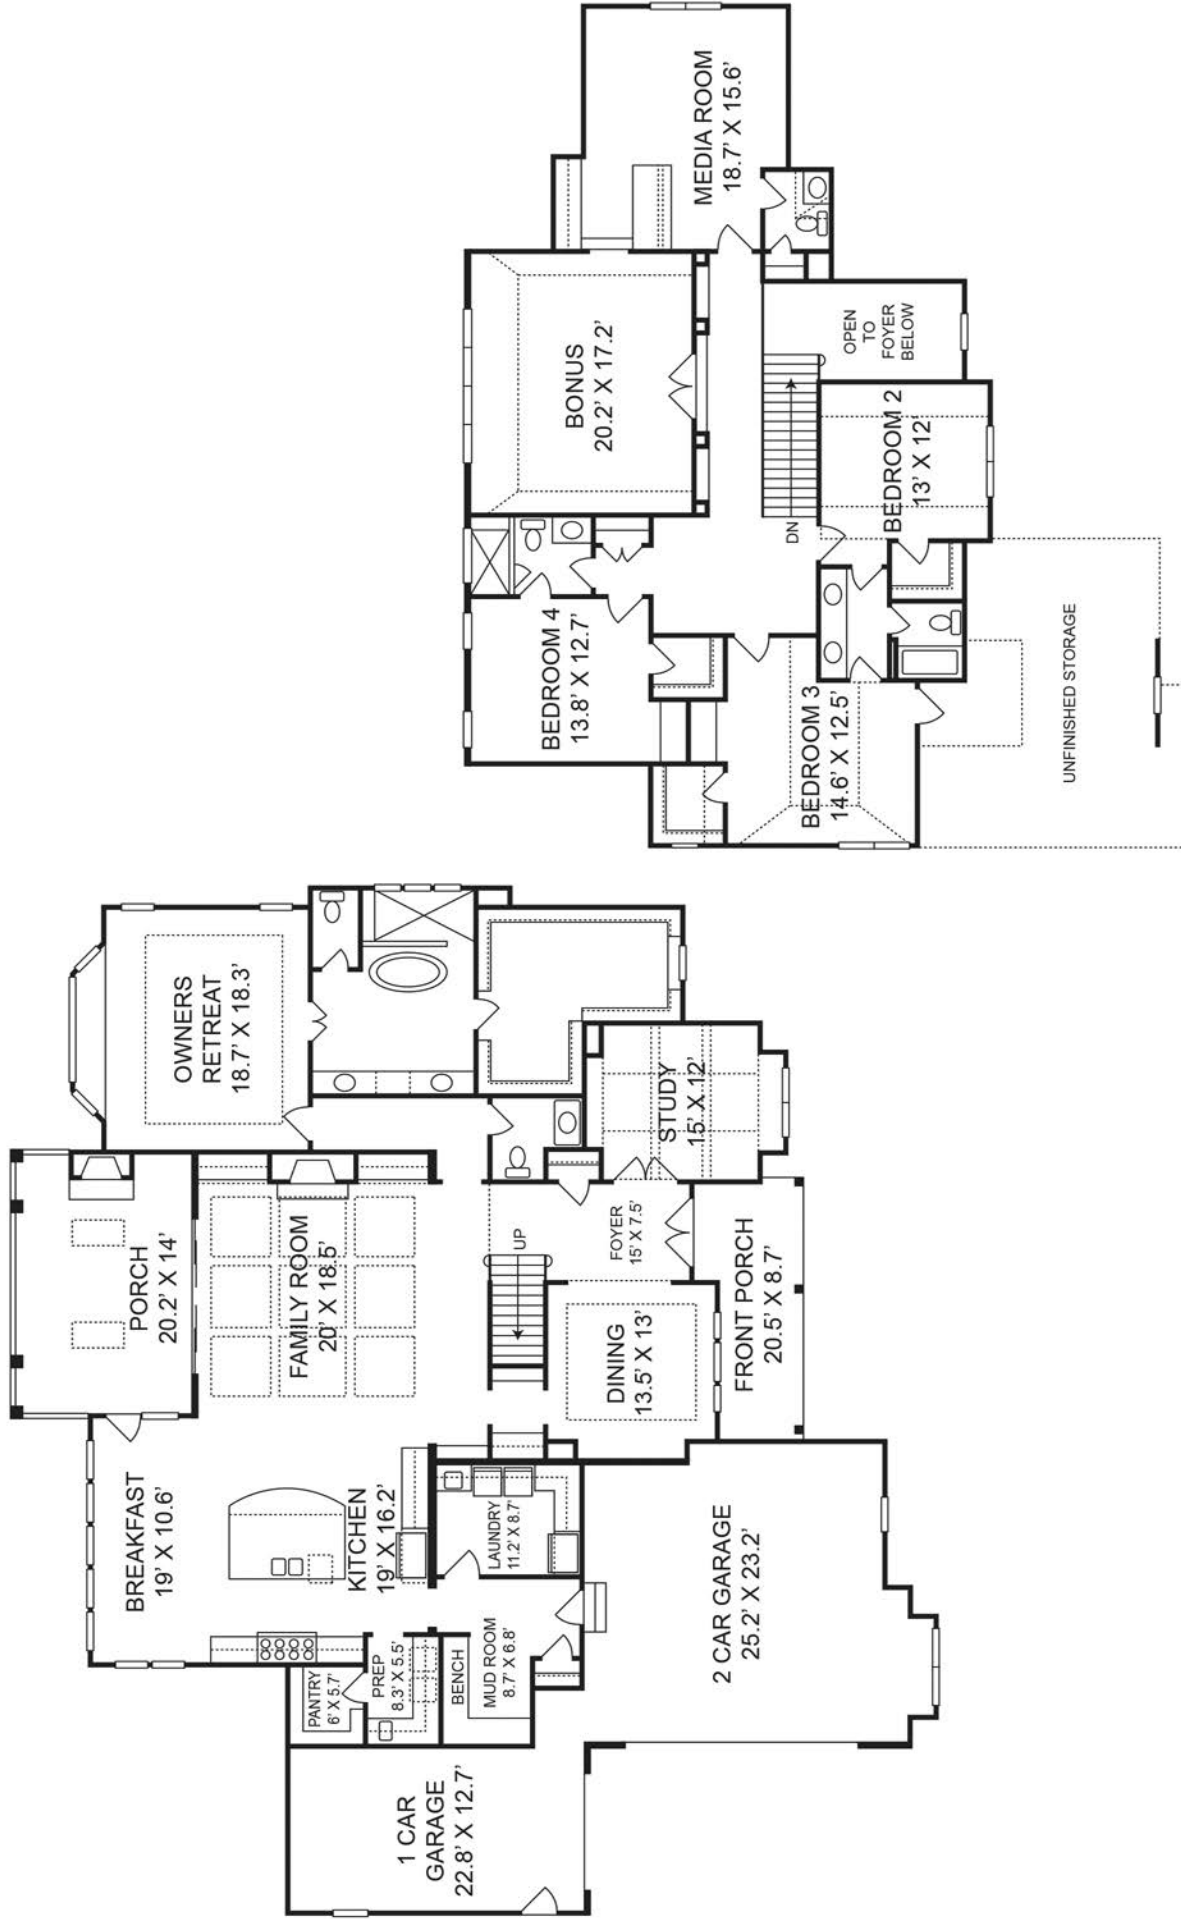 MEDIA ROOM
18.7' X 15.6'
BONUS
20.2' X 17.2'
OPEN
TO
FOYER
BELOW
BEDROOM 2
13' X 12'
DN
BEDROOM 4
13.8' X 12.7'
BEDROOM 3
14.6' X 12.5'
UNFINISHED STORAGE
OWNERS
RETREAT
18.7' X 18.3'
STUDY
15' X 12'
PORCH
20.2' X 14'
FAMILY ROOM
20' X 18.5'
UP
FOYER
15' X 7.5'
DINING
13.5' X 13'
FRONT PORCH
20.5' X 8.7'
BREAKFAST
19' X 10.6'
KITCHEN
19' X 16.2'
LAUNDRY
11.2' X 8.7'
2 CAR GARAGE
25.2' X 23.2'
PANTRY
6' X 5.7'
PREP
8.3' X 5.5'
BENCH
MUD ROOM
8.7' X 6.8'
1 CAR
GARAGE
22.8' X 12.7'